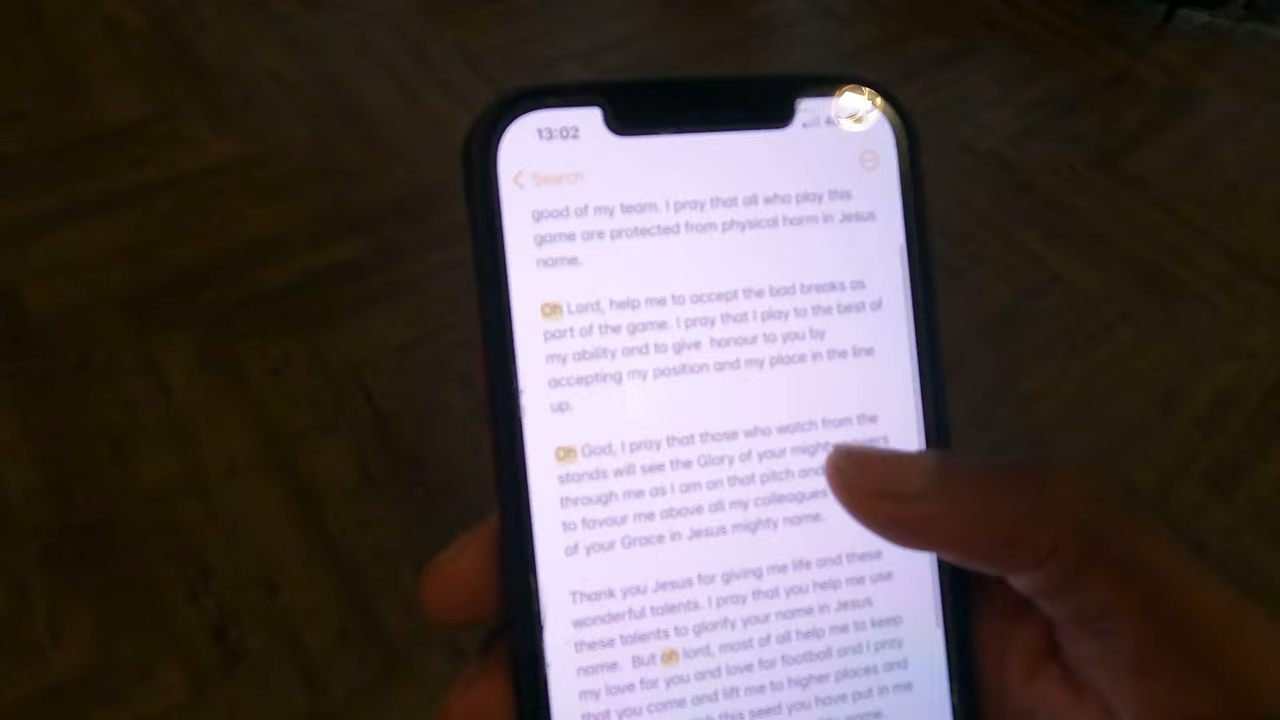 13:02
Search
good of my team. I pray that all who play this
game are protected from physical harm in Jesus
name.
Oh Lord, help me to accept the bad breaks as
part of the game. I pray that I play to the best of
my ability and to give honour to you by
accepting my position and my place in the line
up.
Oh God, I pray that those who watch from the
stands will see the Glory of your mighty
through me as I am on that pitch and
to favour me above all my colleagues
of your Grace in Jesus mighty name.
Thank you Jesus for giving me life and these
wonderful talents. I pray that you help me use
these talents to glorify your name in Jesus
name. But oh lord, most of all help me to keep
my love for you and love for football and I pray
that you come and lift me to higher places and
this seed you have put in me
name.